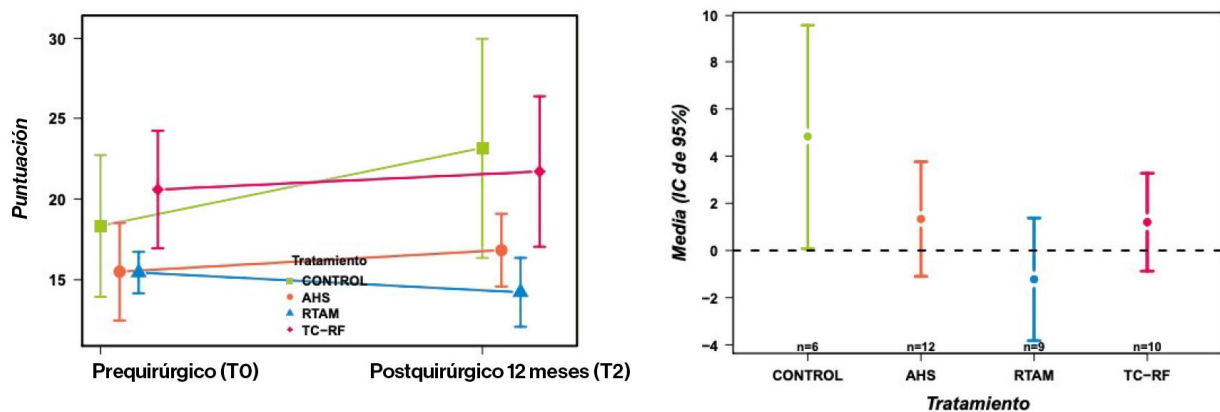 Puntuación
30
25
20
15
Tratamiento
CONTROL
AHS
RTAM
TC−RF
Prequirúrgico (T0)
Postquirúrgico 12 meses (T2)
Media (IC de 95%)
10
8
6
4
2
0
−2
−4
n=6
n=12
n=9
n=10
CONTROL
AHS
RTAM
TC−RF
Tratamiento